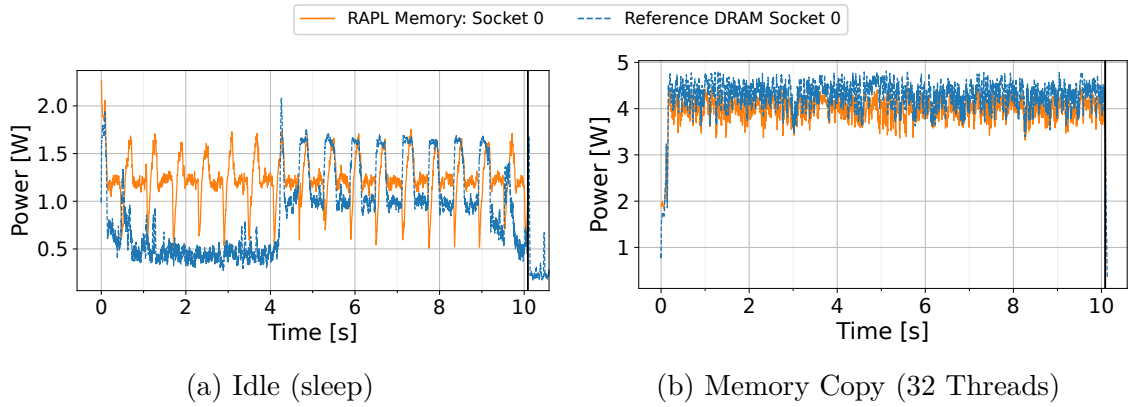 RAPL Memory: Socket 0
Reference DRAM Socket 0
Power [W]
2.0
1.5
1.0
0.5
0
2
4
6
8
10
Time [s]
(a) Idle (sleep)
Power [W]
5
4
3
2
1
0
2
4
6
8
10
Time [s]
(b) Memory Copy (32 Threads)